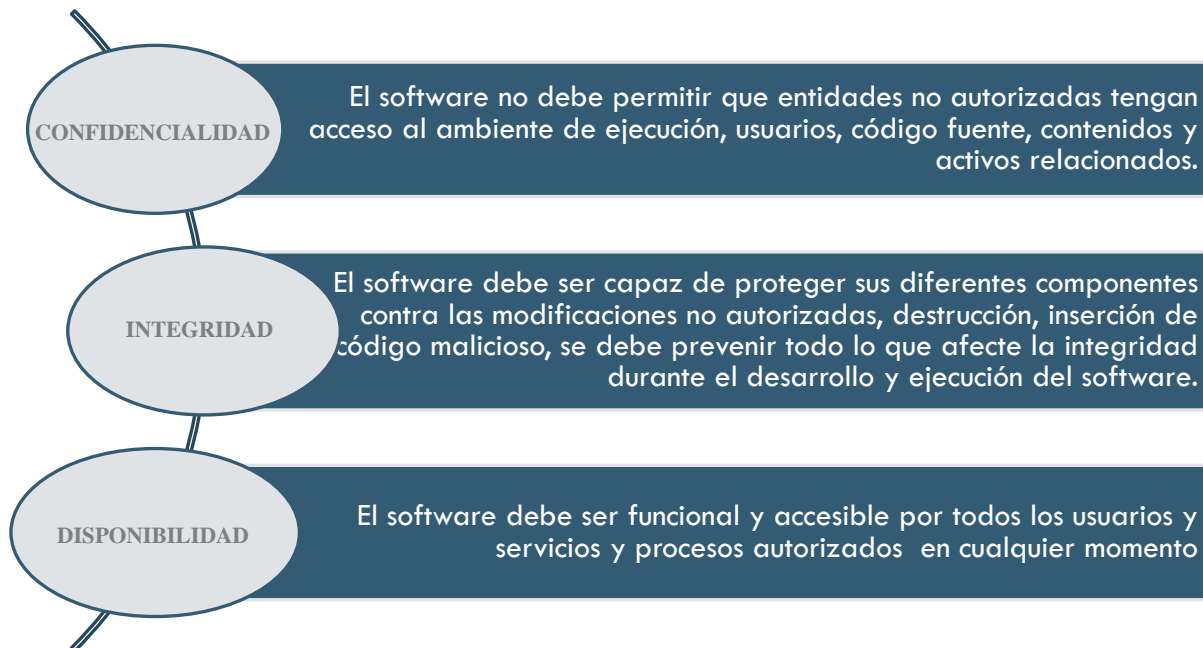 CONFIDENCIALIDAD
El software no debe permitir que entidades no autorizadas tengan
acceso al ambiente de ejecución, usuarios, código fuente, contenidos y
activos relacionados.
INTEGRIDAD
El software debe ser capaz de proteger sus diferentes componentes
contra las modificaciones no autorizadas, destrucción, inserción de
código malicioso, se debe prevenir todo lo que afecte la integridad
durante el desarrollo y ejecución del software.
DISPONIBILIDAD
El software debe ser funcional y accesible por todos los usuarios y
servicios y procesos autorizados en cualquier momento